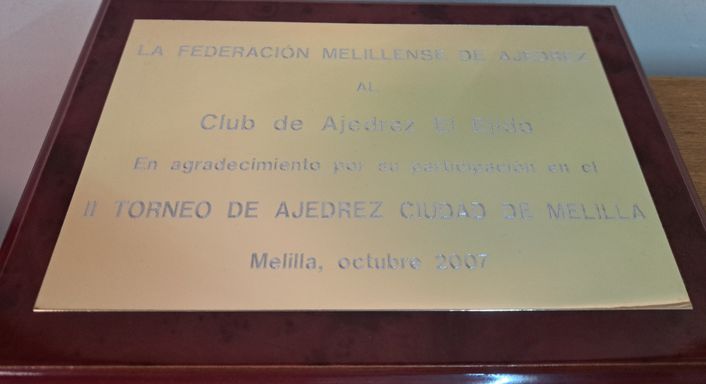 LA FEDERACIÓN MELILLENSE DE AJEDREZ
AL
Club de Ajedrez El Ejido
En agradecimiento por su participación en el
II TORNEO DE AJEDREZ CIUDAD DE MELILLA
Melilla, octubre 2007